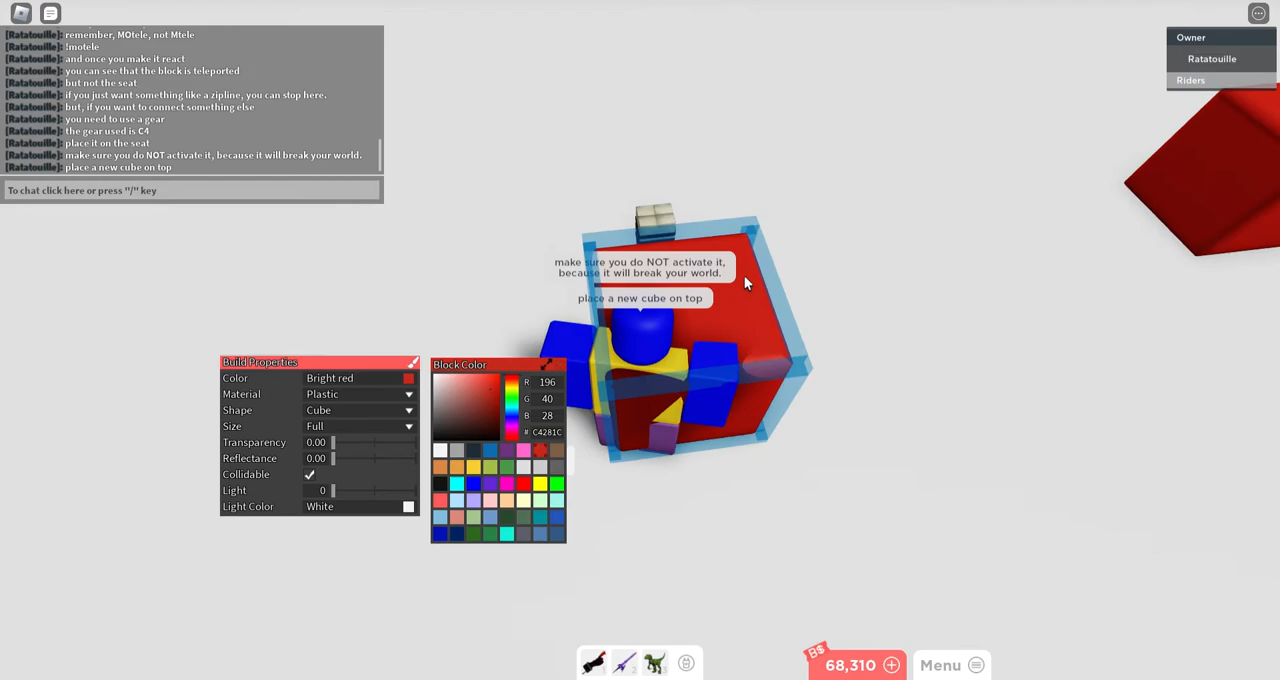 [Ratatouille]: remember, MOtele, not Mtele
[Ratatouille]: !motele
[Ratatouille]: and once you make it react
[Ratatouille]: you can see that the block is teleported
[Ratatouille]: but not the seat
[Ratatouille]: if you just want something like a zipline, you can stop here.
[Ratatouille]: but, if you want to connect something else
[Ratatouille]: you need to use a gear
[Ratatouille]: the gear used is C4
[Ratatouille]: place it on the seat
[Ratatouille]: make sure you do NOT activate it, because it will break your world.
[Ratatouille]: place a new cube on top
To chat click here or press "/" key
Owner
Ratatouille
Riders
make sure you do NOT activate it,
because it will break your world.
place a new cube on top
Build Properties
Color Bright red
Material Plastic
Shape Cube
Size Full
Transparency 0.00
Reflectance 0.00
Collidable
Light 0
Light Color White
Block Color
R 196
G 40
B 28
# C4281C
1
2
3
B$
68,310
Menu